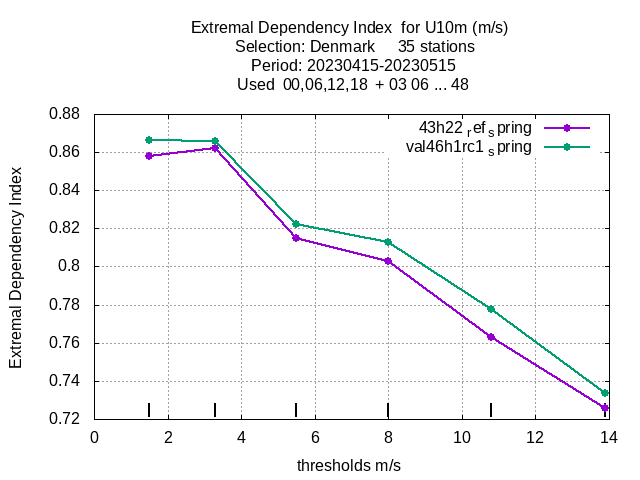 Extremal Dependency Index  for U10m (m/s)
Selection: Denmark     35 stations
Period: 20230415-20230515
Used  00,06,12,18  + 03 06 ... 48
43h22 ref spring
val46h1rc1 spring
0.88
0.86
0.84
0.82
0.8
0.78
0.76
0.74
0.72
Extremal Dependency Index
0 2 4 6 8 10 12 14
thresholds m/s